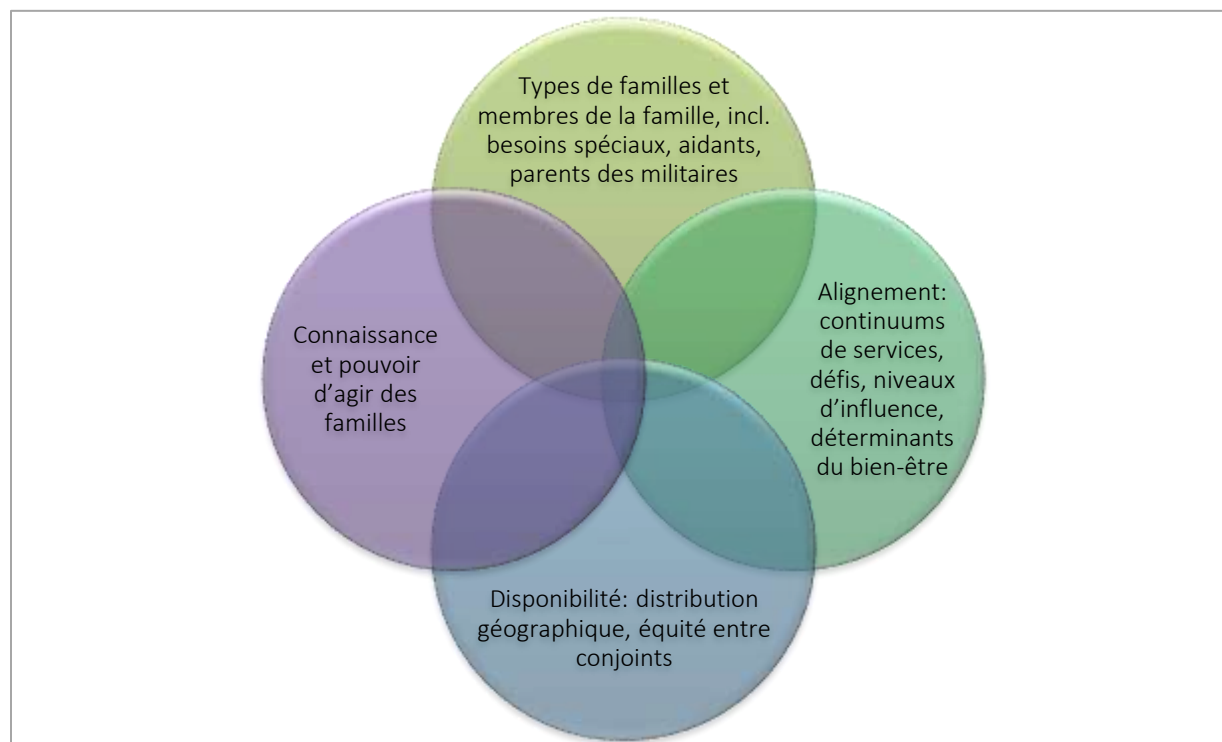 Types de familles et
membres de la famille, incl.
besoins spéciaux, aidants,
parents des militaires
Connaissance
et pouvoir
d’agir des
familles
Alignement:
continuums
de services,
défis, niveaux
d’influence,
déterminants
du bien-être
Disponibilité: distribution
géographique, équité entre
conjoints